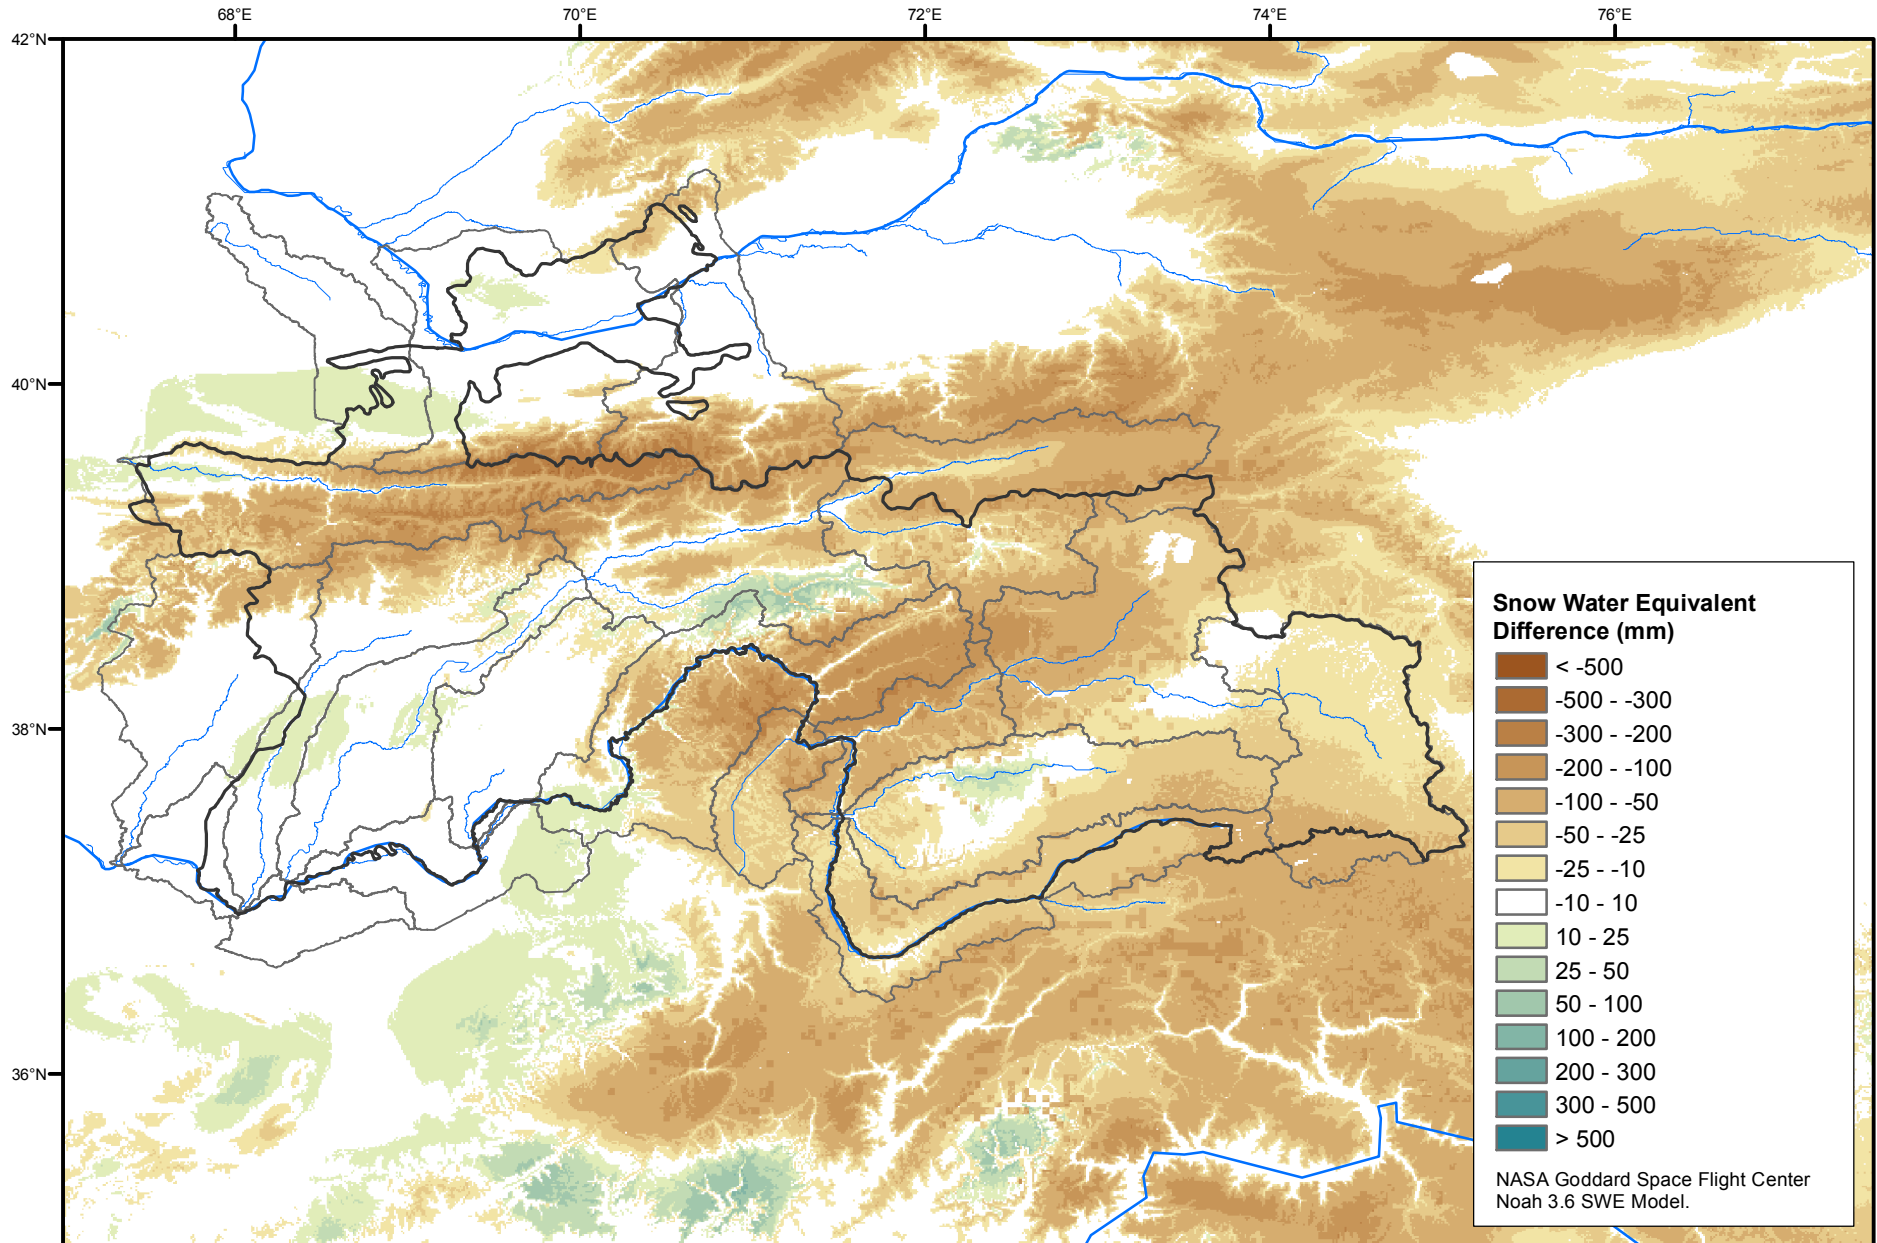 68°E
70°E
72°E
74°E
76°E
42°N
40°N
38°N
36°N
Snow Water Equivalent
Difference (mm)
< -500
-500 - -300
-300 - -200
-200 - -100
-100 - -50
-50 - -25
-25 - -10
-10 - 10
10 - 25
25 - 50
50 - 100
100 - 200
200 - 300
300 - 500
> 500
NASA Goddard Space Flight Center
Noah 3.6 SWE Model.